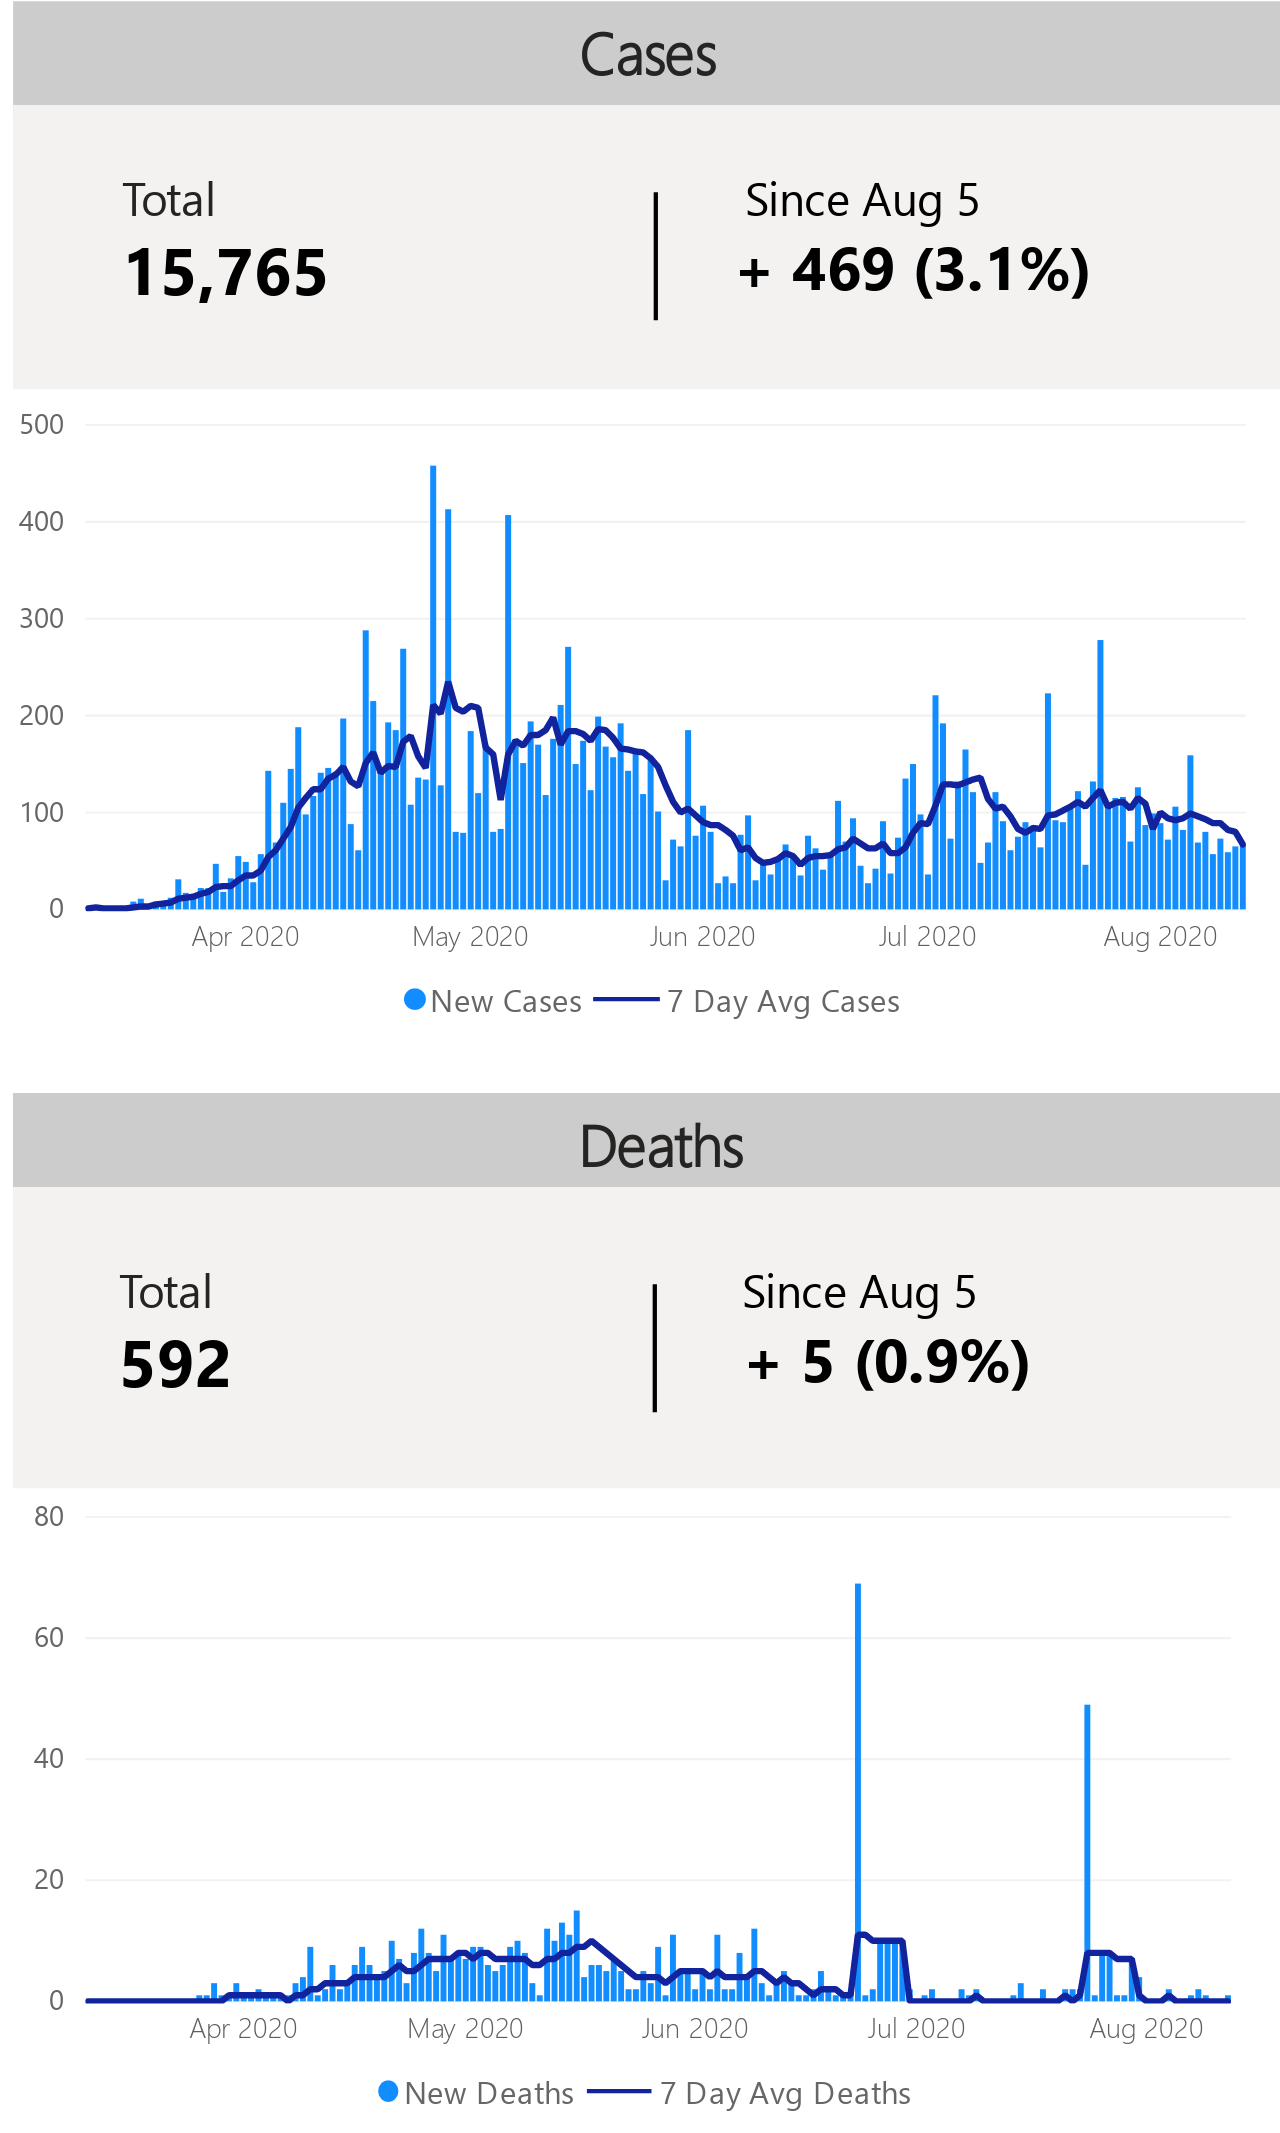 Cases
Total
15,765
Since Aug 5
+ 469 (3.1%)
500
400
300
200
100
0
Apr 2020 May 2020 Jun 2020 Jul 2020 Aug 2020
New Cases 7 Day Avg Cases
Deaths
Total
592
Since Aug 5
+ 5 (0.9%)
80
60
40
20
0
Apr 2020 May 2020 Jun 2020 Jul 2020 Aug 2020
New Deaths 7 Day Avg Deaths